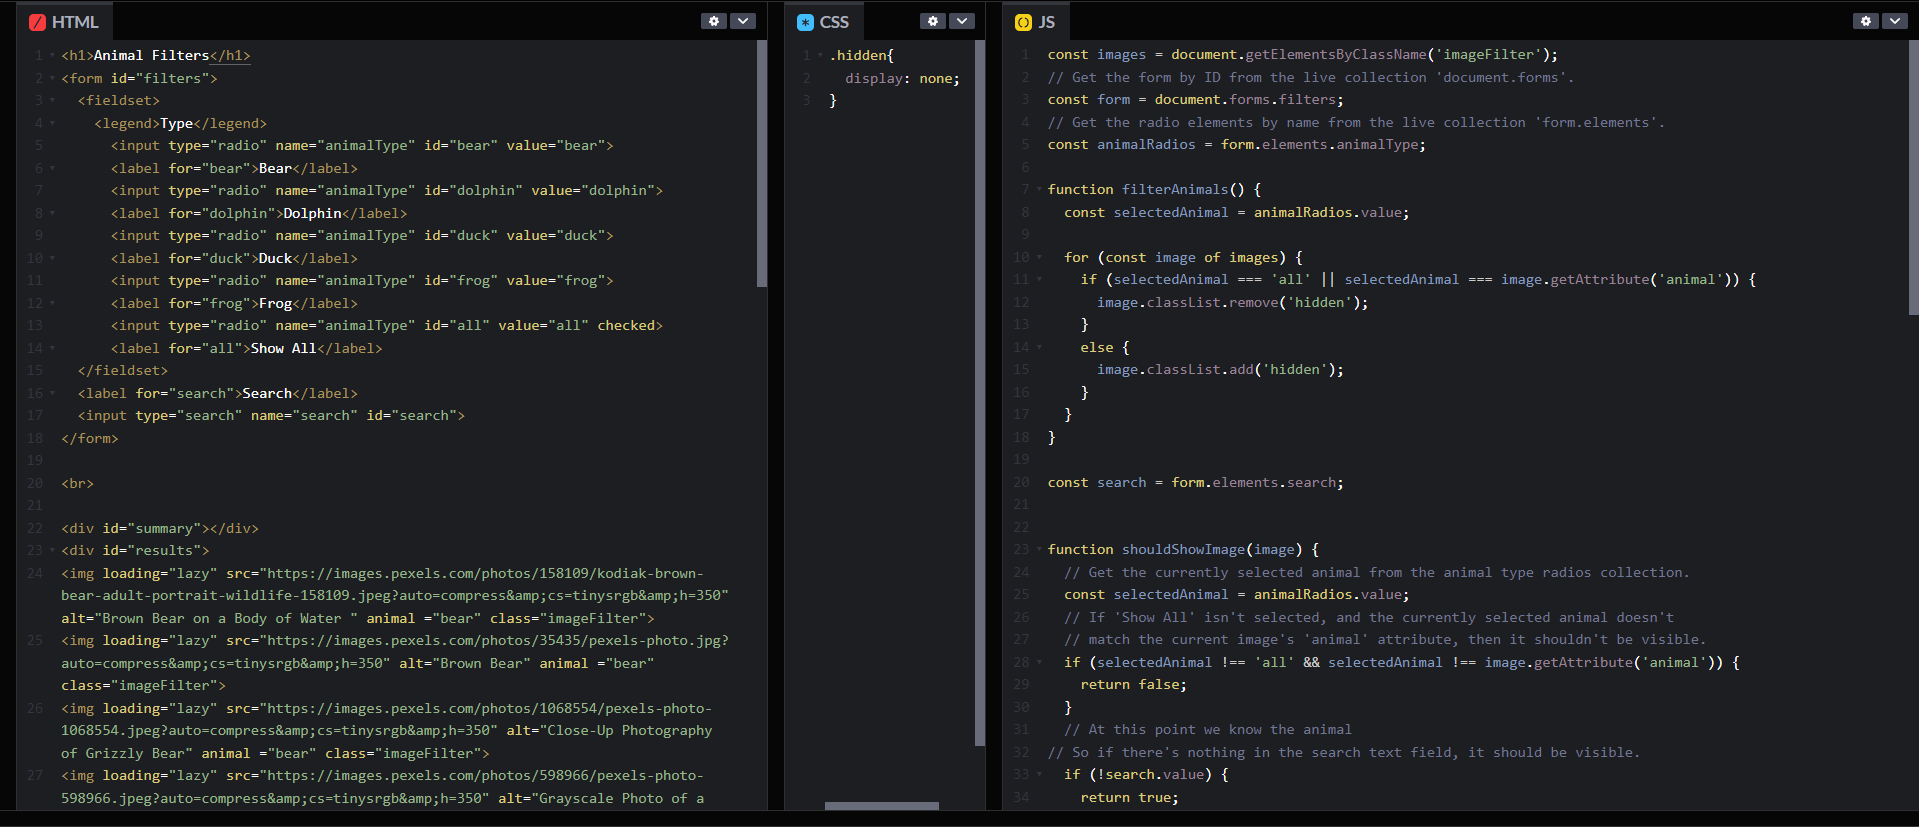 HTML
1 <h1>Animal Filters</h1>
2 <form id="filters">
3 <fieldset>
4 <legend>Type</legend>
5 <input type="radio" name="animalType" id="bear" value="bear">
6 <label for="bear">Bear</label>
7 <input type="radio" name="animalType" id="dolphin" value="dolphin">
8 <label for="dolphin">Dolphin</label>
9 <input type="radio" name="animalType" id="duck" value="duck">
10 <label for="duck">Duck</label>
11 <input type="radio" name="animalType" id="frog" value="frog">
12 <label for="frog">Frog</label>
13 <input type="radio" name="animalType" id="all" value="all" checked>
14 <label for="all">Show All</label>
15 </fieldset>
16 <label for="search">Search</label>
17 <input type="search" name="search" id="search">
18 </form>
19
20 <br>
21
22 <div id="summary"></div>
23 <div id="results">
24 <img loading="lazy" src="https://images.pexels.com/photos/158109/kodiak-brown-
bear-adult-portrait-wildlife-158109.jpeg?auto=compress&amp;cs=tinysrgb&amp;h=350"
alt="Brown Bear on a Body of Water " animal ="bear" class="imageFilter">
25 <img loading="lazy" src="https://images.pexels.com/photos/35435/pexels-photo.jpg?
auto=compress&amp;cs=tinysrgb&amp;h=350" alt="Brown Bear" animal ="bear"
class="imageFilter">
26 <img loading="lazy" src="https://images.pexels.com/photos/1068554/pexels-photo-
1068554.jpeg?auto=compress&amp;cs=tinysrgb&amp;h=350" alt="Close-Up Photography
of Grizzly Bear" animal ="bear" class="imageFilter">
27 <img loading="lazy" src="https://images.pexels.com/photos/598966/pexels-photo-
598966.jpeg?auto=compress&amp;cs=tinysrgb&amp;h=350" alt="Grayscale Photo of a
CSS
1 .hidden{
2 display: none;
3 }
JS
1 const images = document.getElementsByClassName('imageFilter');
2 // Get the form by ID from the live collection 'document.forms'.
3 const form = document.forms.filters;
4 // Get the radio elements by name from the live collection 'form.elements'.
5 const animalRadios = form.elements.animalType;
6
7 function filterAnimals() {
8 const selectedAnimal = animalRadios.value;
9
10 for (const image of images) {
11 if (selectedAnimal === 'all' || selectedAnimal === image.getAttribute('animal')) {
12 image.classList.remove('hidden');
13 }
14 else {
15 image.classList.add('hidden');
16 }
17 }
18 }
19
20 const search = form.elements.search;
21
22
23 function shouldShowImage(image) {
24 // Get the currently selected animal from the animal type radios collection.
25 const selectedAnimal = animalRadios.value;
26 // If 'Show All' isn't selected, and the currently selected animal doesn't
27 // match the current image's 'animal' attribute, then it shouldn't be visible.
28 if (selectedAnimal !== 'all' && selectedAnimal !== image.getAttribute('animal')) {
29 return false;
30 }
31 // At this point we know the animal
32 // So if there's nothing in the search text field, it should be visible.
33 if (!search.value) {
34 return true;